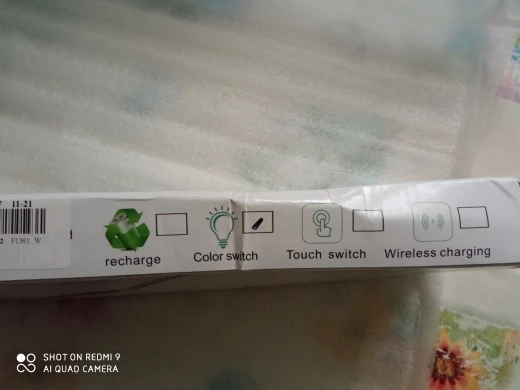 11-21
F1391 W
recharge
Color switch
Touch switch
Wireless charging
SHOT ON REDMI 9
AI QUAD CAMERA